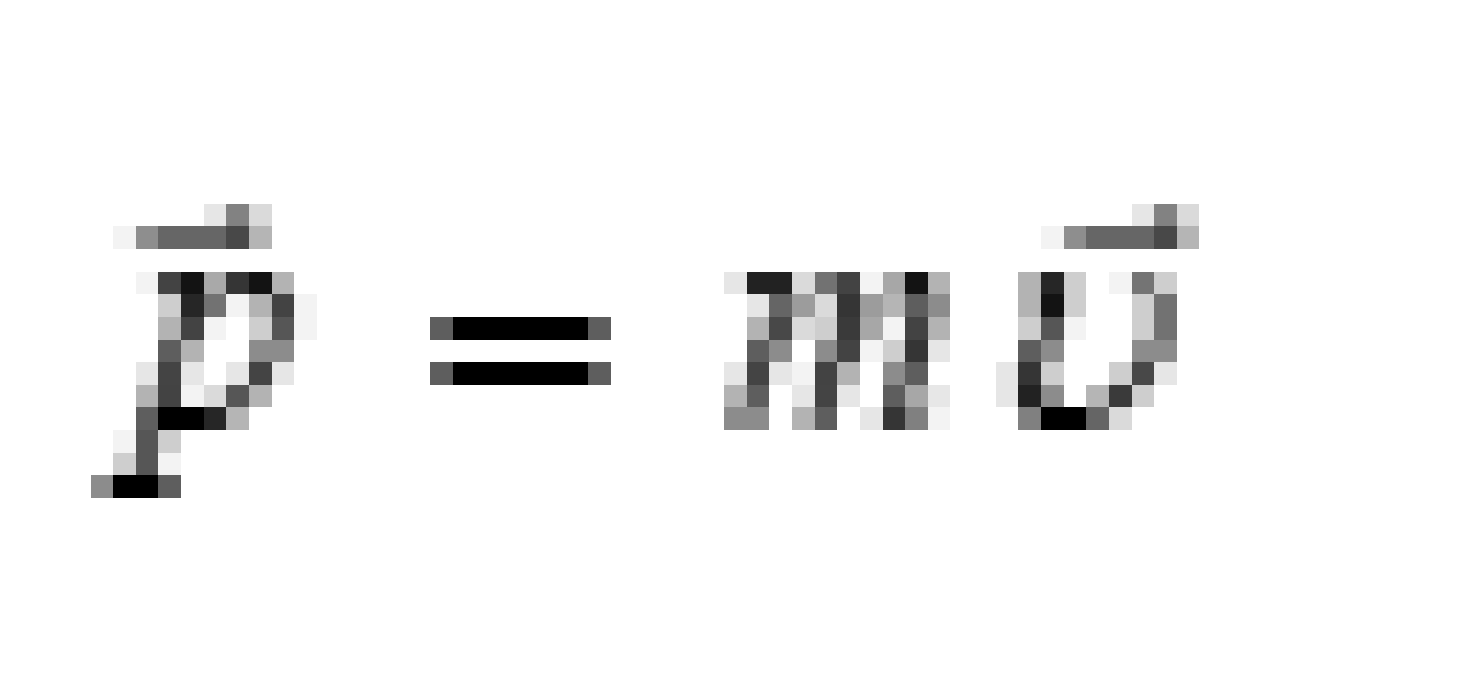 p⃗ = mv⃗